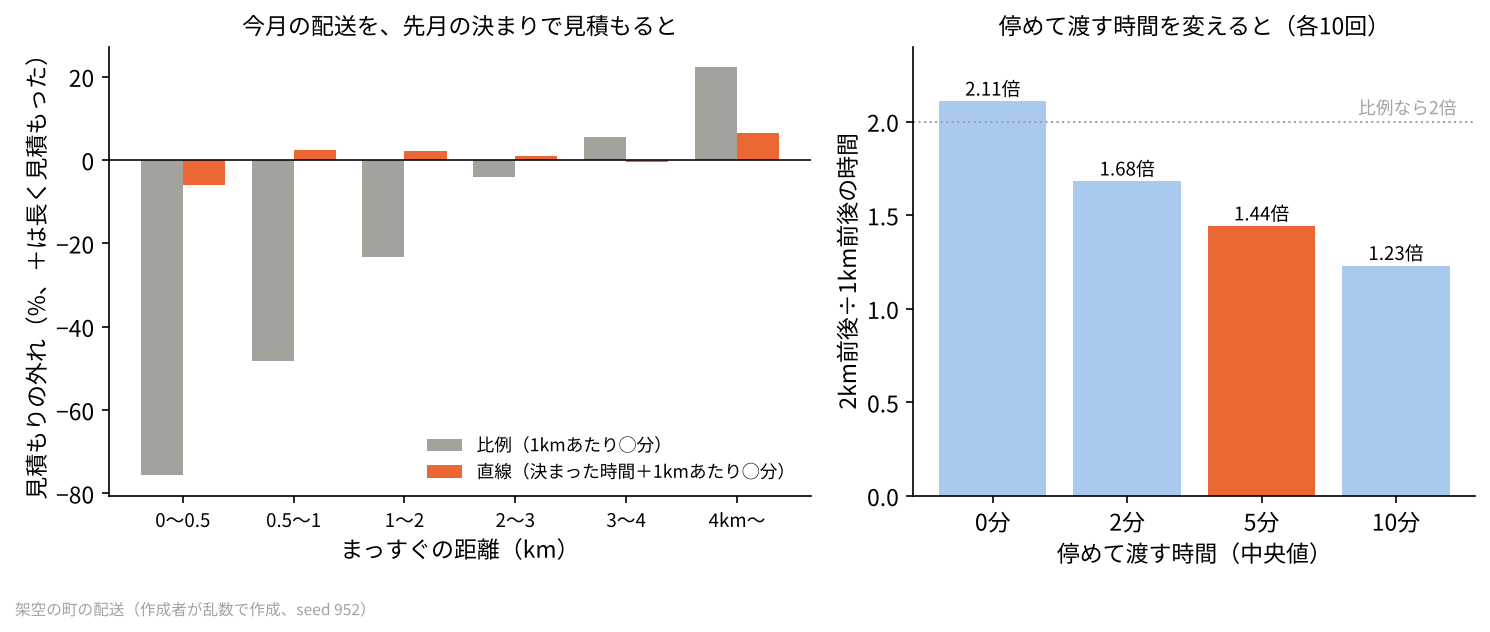 今月の配送を、先月の決まりで見積もると
見積もりの外れ（%、＋は長く見積もった）
20
0
−20
−40
−60
−80
比例（1kmあたり◯分）
直線（決まった時間＋1kmあたり◯分）
0〜0.5
0.5〜1
1〜2
2〜3
3〜4
4km〜
まっすぐの距離（km）
停めて渡す時間を変えると（各10回）
2km前後÷1km前後の時間
2.0
1.5
1.0
0.5
0.0
2.11倍
1.68倍
1.44倍
1.23倍
比例なら2倍
0分
2分
5分
10分
停めて渡す時間（中央値）
架空の町の配送（作成者が乱数で作成、seed 952）